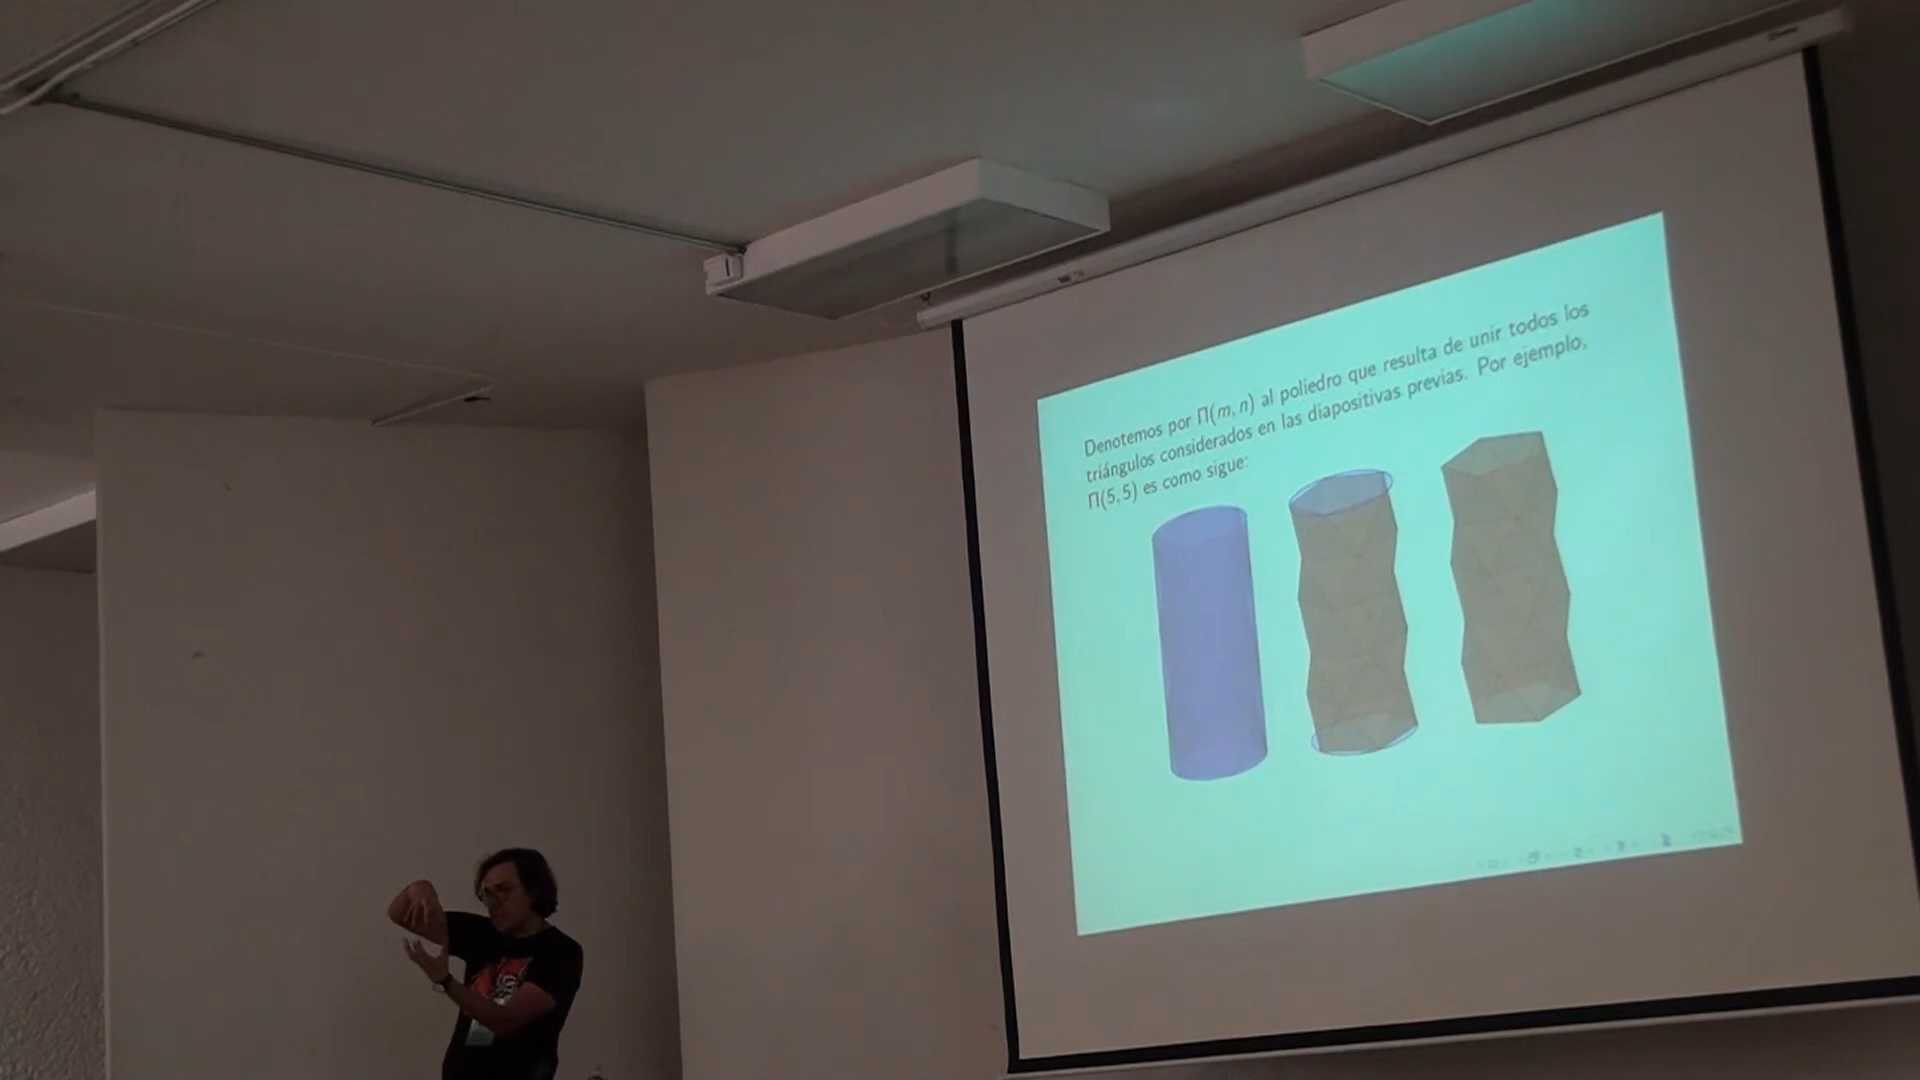 Denotemos por Π(m, n) al poliedro que resulta de unir todos los
triángulos considerados en las diapositivas previas. Por ejemplo,
Π(5, 5) es como sigue: